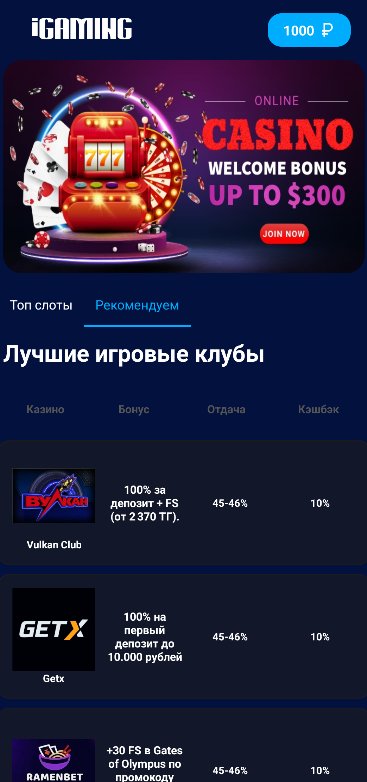 iGAMING
1000 ₽
ONLINE
CASINO
WELCOME BONUS
UP TO $300
JOIN NOW
777
Топ слоты
Рекомендуем
Лучшие игровые клубы
Казино
Бонус
Отдача
Кэшбэк
ВУЛКАН
Vulkan Club
100% за
депозит + FS
(от 2 370 ТГ).
45-46%
10%
GETX
Getx
100% на
первый
депозит до
10.000 рублей
45-46%
10%
RAMENBET
+30 FS в Gates
of Olympus по
промокоду
45-46%
10%